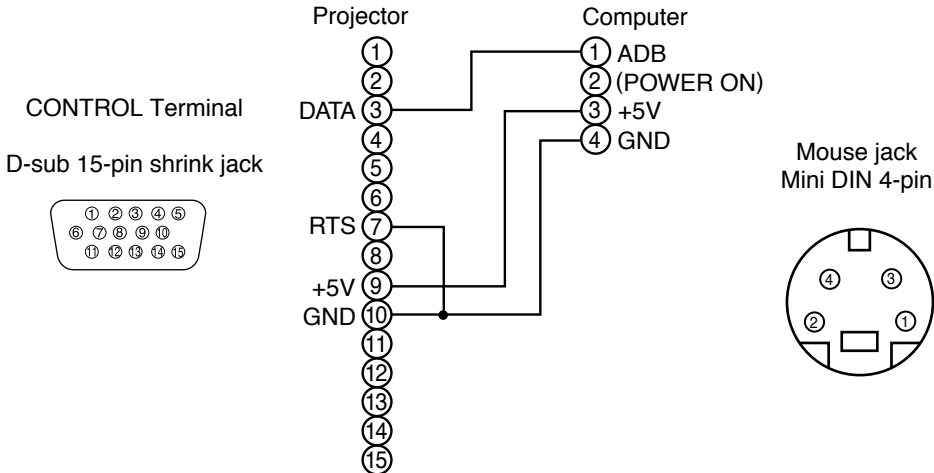 Projector
Computer
CONTROL Terminal
D-sub 15-pin shrink jack
① ② ③ ④ ⑤
⑥ ⑦ ⑧ ⑨ ⑩
⑪ ⑫ ⑬ ⑭ ⑮
①
②
DATA ③
④
⑤
⑥
RTS ⑦
⑧
+5V ⑨
GND ⑩
⑪
⑫
⑬
⑭
⑮
① ADB
② (POWER ON)
③ +5V
④ GND
Mouse jack
Mini DIN 4-pin
④ ③
② ①